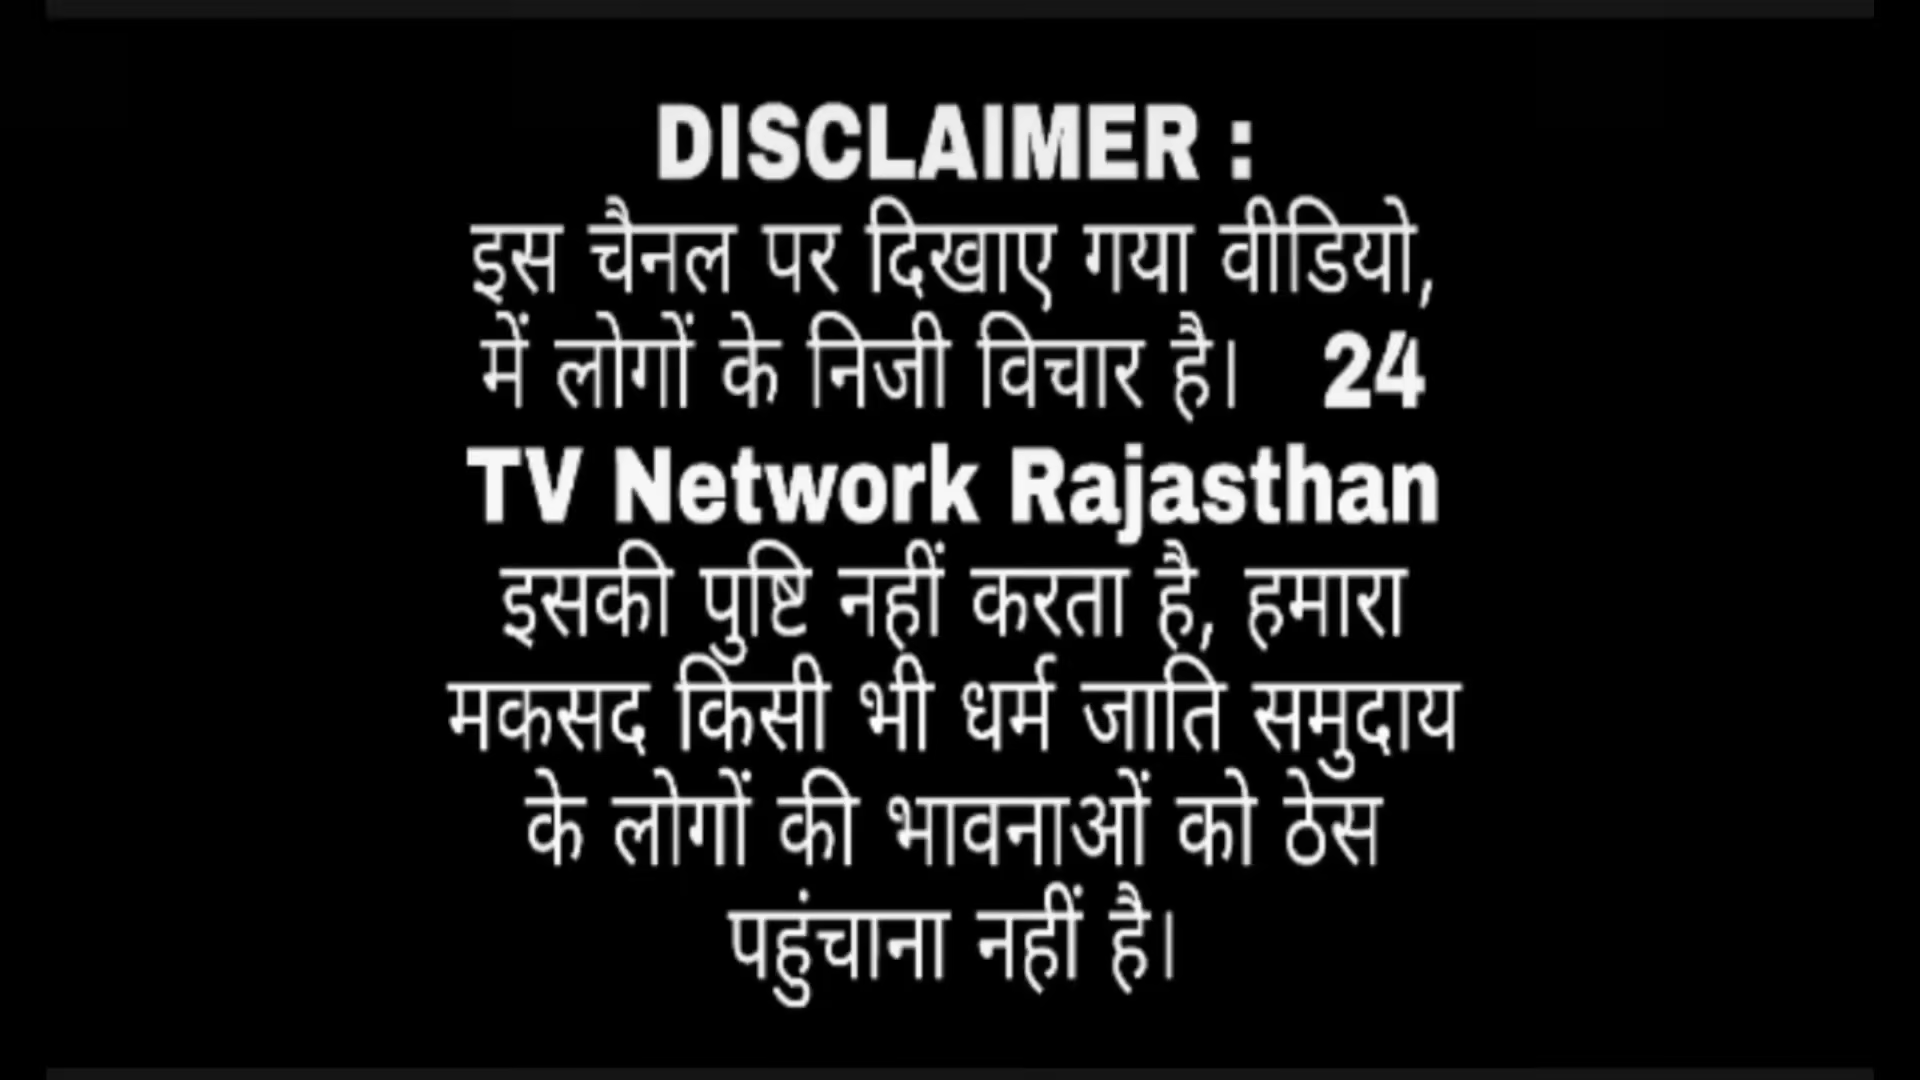 DISCLAIMER :
इस चैनल पर दिखाए गया वीडियो,
में लोगों के निजी विचार है। 24
TV Network Rajasthan
इसकी पुष्टि नहीं करता है, हमारा
मकसद किसी भी धर्म जाति समुदाय
के लोगों की भावनाओं को ठेस
पहुंचाना नहीं है।